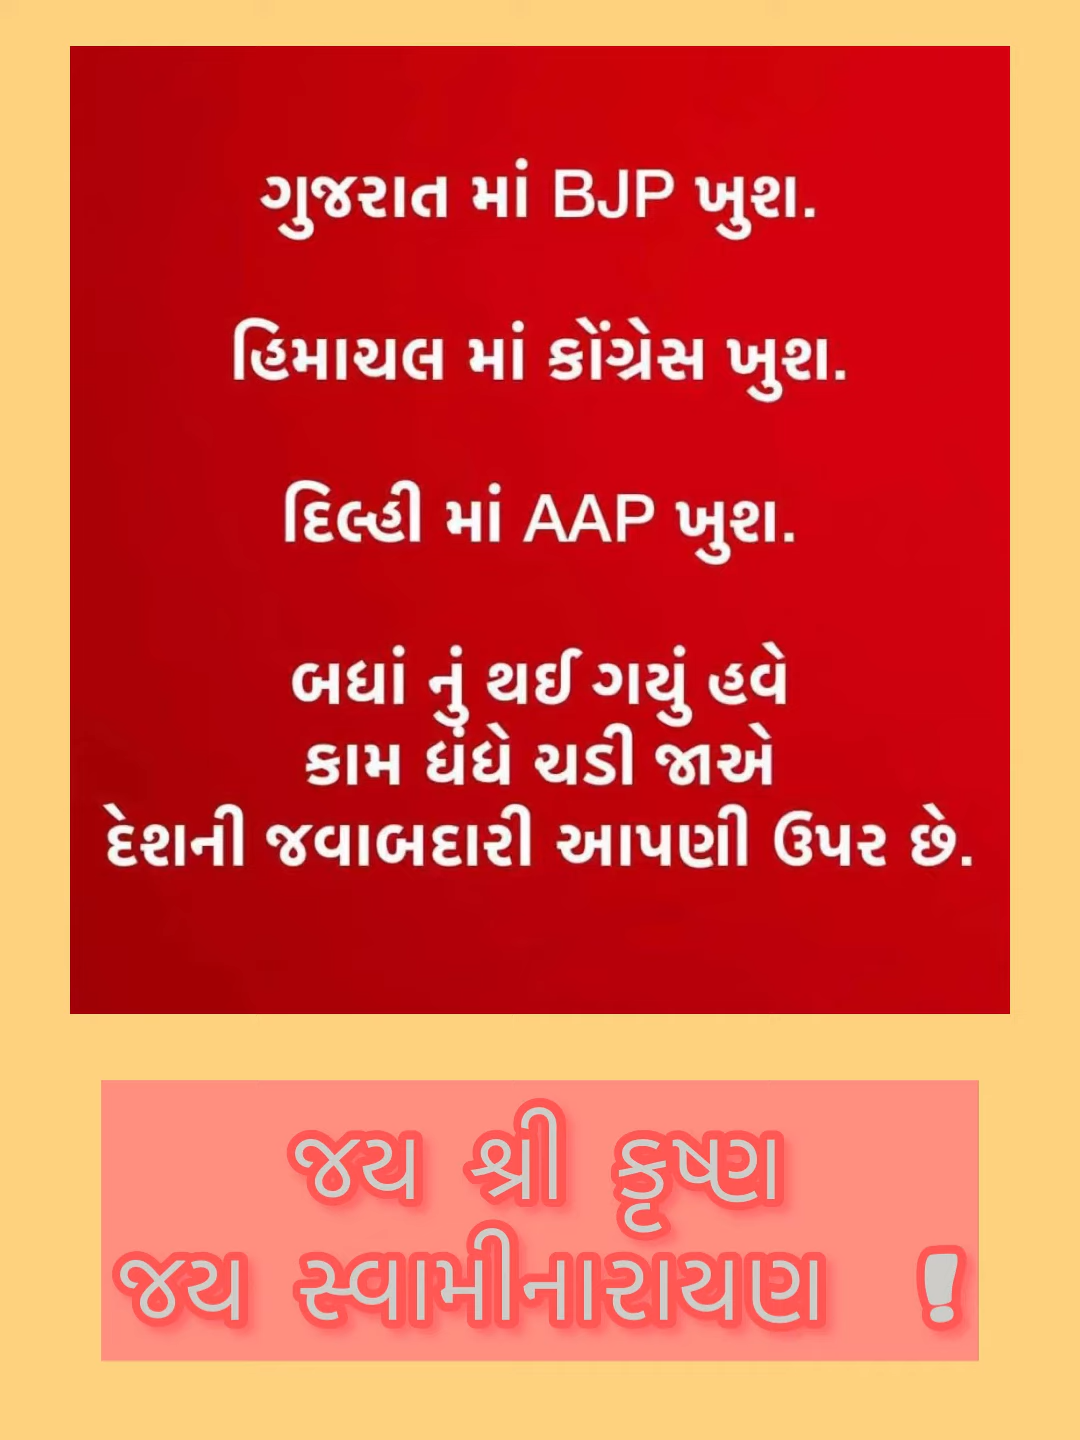 ગુજરાત માં BJP ખુશ.
હિમાચલ માં કોંગ્રેસ ખુશ.
દિલ્હી માં AAP ખુશ.
બધાં નું થઈ ગયું હવે
કામ ધંધે ચડી જાએ
દેશની જવાબદારી આપણી ઉપર છે.
જય શ્રી કૃષ્ણ
જય સ્વામીનારાયણ !